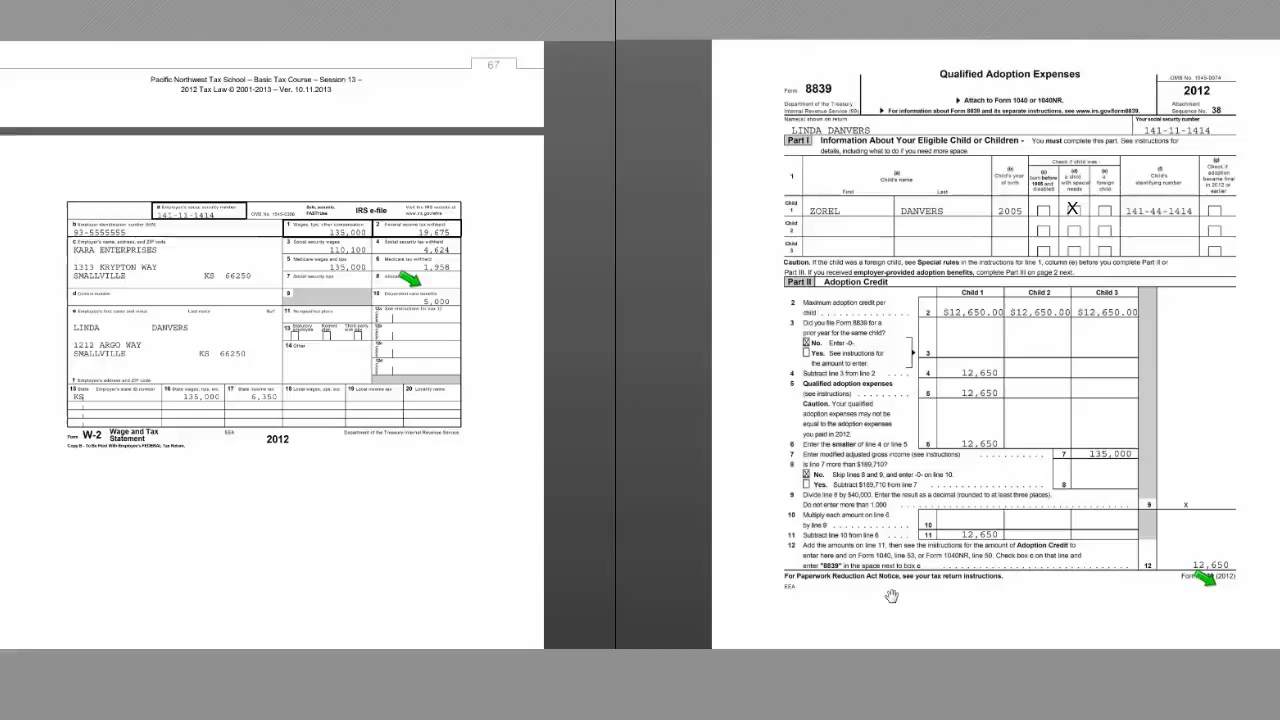 67
Pacific Northwest Tax School – Basic Tax Course – Session 13 –
2012 Tax Law © 2001-2013 – Ver. 10.11.2013
a Employee's social security number
141-11-1414
OMB No. 1545-0008
Safe, accurate,
FAST! Use
IRS e-file
Visit the IRS website at
www.irs.gov/efile
b Employer identification number (EIN)
93-5555555
1 Wages, tips, other compensation
135,000
2 Federal income tax withheld
19,675
c Employer's name, address, and ZIP code
KARA ENTERPRISES
1313 KRYPTON WAY
SMALLVILLE KS 66250
3 Social security wages
110,100
4 Social security tax withheld
4,624
5 Medicare wages and tips
135,000
6 Medicare tax withheld
1,958
7 Social security tips
8
d Control number
9
10 Dependent care benefits
5,000
e Employee's first name and initial Last name Suff.
LINDA DANVERS
1212 ARGO WAY
SMALLVILLE KS 66250
11 Nonqualified plans
12a See instructions for box 12
13 Statutory employee Retirement plan Third-party sick pay
12b
14 Other
12c
12d
f Employee's address and ZIP code
15 State Employer's state ID number
KS
16 State wages, tips, etc.
135,000
17 State income tax
6,350
18 Local wages, tips, etc.
19 Local income tax
20 Locality name
Form W-2 Wage and Tax
Statement
EEA
2012
Department of the Treasury-Internal Revenue Service
Copy B - To Be Filed With Employee's FEDERAL Tax Return.
Form 8839
Department of the Treasury
Internal Revenue Service (99)
Qualified Adoption Expenses
Attach to Form 1040 or 1040NR.
For information about Form 8839 and its separate instructions, see www.irs.gov/form8839.
OMB No. 1545-0074
2012
Attachment
Sequence No. 38
Name(s) shown on return
LINDA DANVERS
Your social security number
141-11-1414
Part I Information About Your Eligible Child or Children - You must complete this part. See instructions for
details, including what to do if you need more space.
1
(a)
Child's name
First Last
(b)
Child's year
of birth
Check if child was -
(c)
born before
1995 and
disabled
(d)
a child
with special
needs
(e)
a
foreign
child
(f)
Child's
identifying number
(g)
Check if
adoption
became final
in 2012 or
earlier
Child
1 ZOREL DANVERS 2005 X 141-44-1414
Child
2
Child
3
Caution. If the child was a foreign child, see Special rules in the instructions for line 1, column (e) before you complete Part II or
Part III. If you received employer-provided adoption benefits, complete Part III on page 2 next.
Part II Adoption Credit
Child 1 Child 2 Child 3
2 Maximum adoption credit per
child 2 $12,650.00 $12,650.00 $12,650.00
3 Did you file Form 8839 for a
prior year for the same child?
X No. Enter -0-.
Yes. See instructions for
the amount to enter. 3
4 Subtract line 3 from line 2 4 12,650
5 Qualified adoption expenses
(see instructions) 5 12,650
Caution. Your qualified
adoption expenses may not be
equal to the adoption expenses
you paid in 2012.
6 Enter the smaller of line 4 or line 5 6 12,650
7 Enter modified adjusted gross income (see instructions) 7 135,000
8 Is line 7 more than $189,710?
X No. Skip lines 8 and 9, and enter -0- on line 10.
Yes. Subtract $189,710 from line 7 8
9 Divide line 8 by $40,000. Enter the result as a decimal (rounded to at least three places).
Do not enter more than 1.000 9 x
10 Multiply each amount on line 6
by line 9 10
11 Subtract line 10 from line 6 11 12,650
12 Add the amounts on line 11, then see the instructions for the amount of Adoption Credit to
enter here and on Form 1040, line 53, or Form 1040NR, line 50. Check box c on that line and
enter "8839" in the space next to box c 12 12,650
For Paperwork Reduction Act Notice, see your tax return instructions.
Form (2012)
EEA